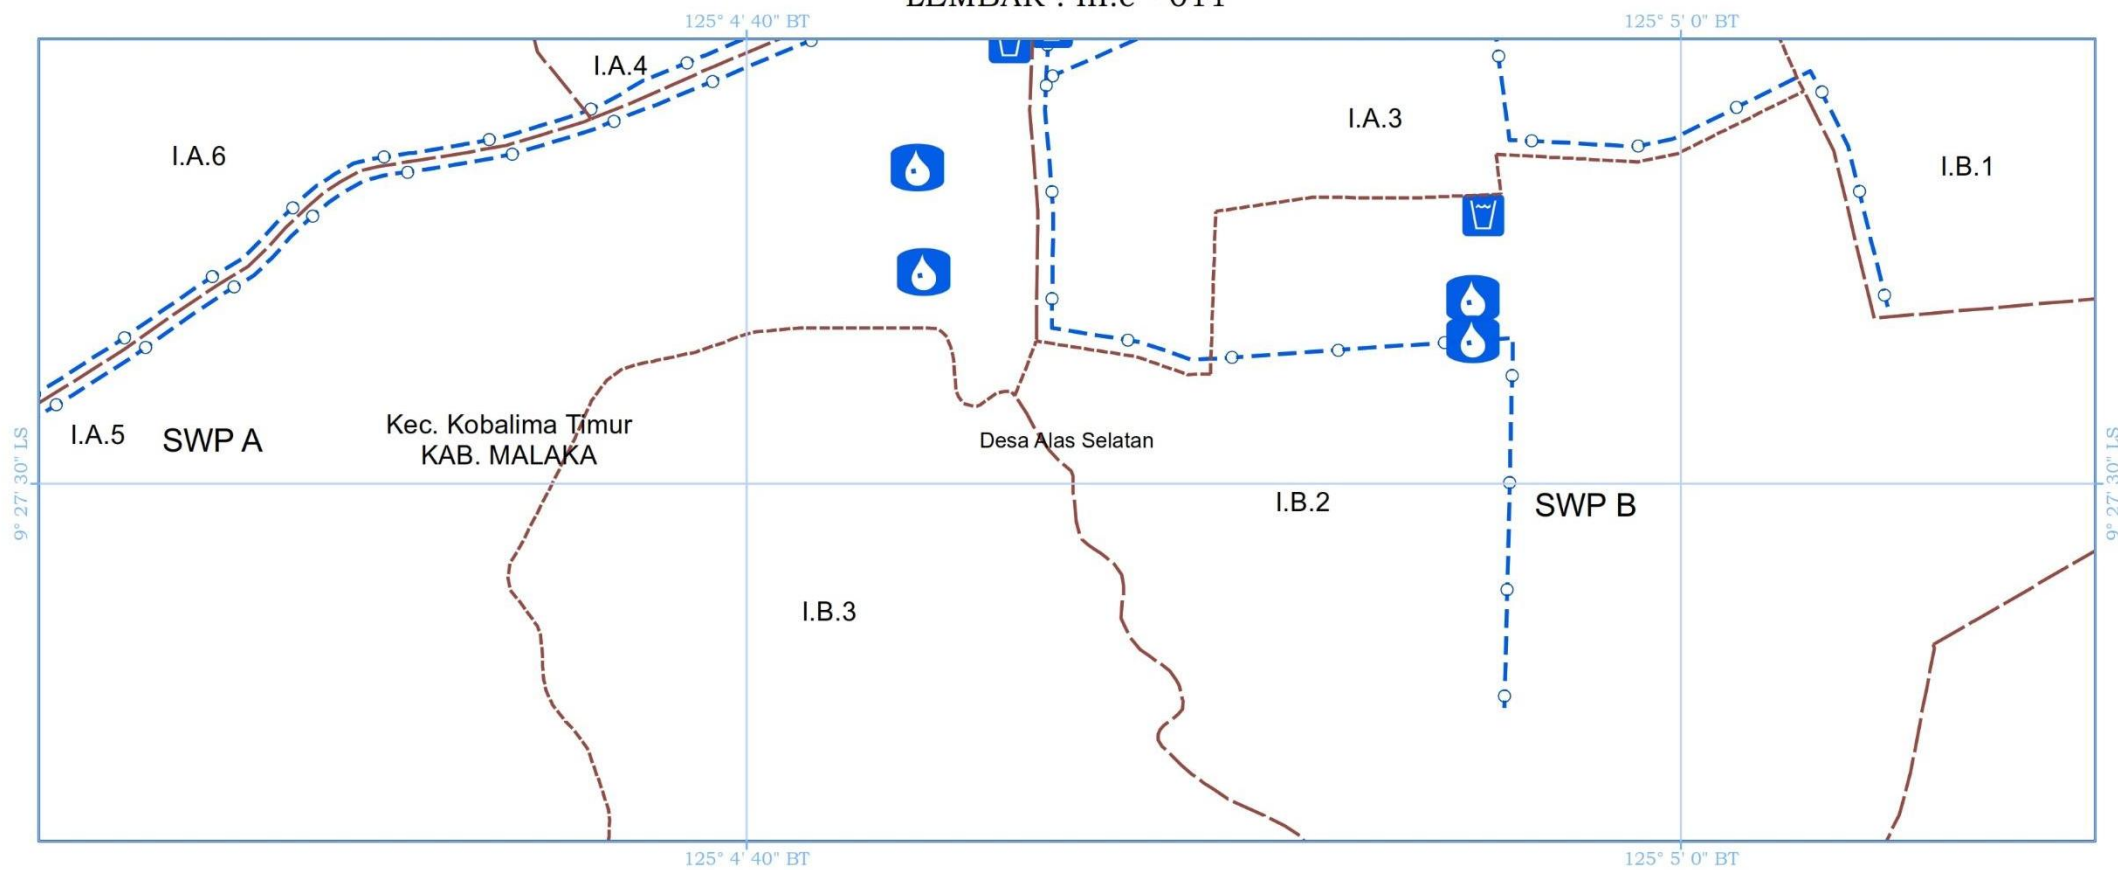 125° 4' 40" BT
125° 5' 0" BT
I.A.4
I.A.3
I.A.6
I.B.1
Kec. Kobalima Timur
KAB. MALAKA
I.A.5
SWP A
Desa Alas Selatan
9° 27' 30" LS
9° 27' 30" LS
I.B.2
SWP B
I.B.3
125° 4' 40" BT
125° 5' 0" BT